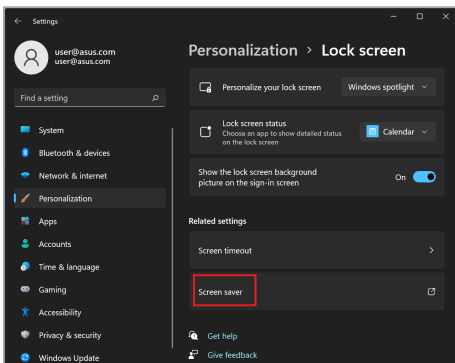 Settings
user@asus.com
user@asus.com
Find a setting
System
Bluetooth & devices
Network & internet
Personalization
Apps
Accounts
Time & language
Gaming
Accessibility
Privacy & security
Windows Update
Personalization > Lock screen
Personalize your lock screen
Windows spotlight
Lock screen status
Choose an app to show detailed status
on the lock screen
Calendar
Show the lock screen background
picture on the sign-in screen
On
Related settings
Screen timeout
Screen saver
Get help
Give feedback